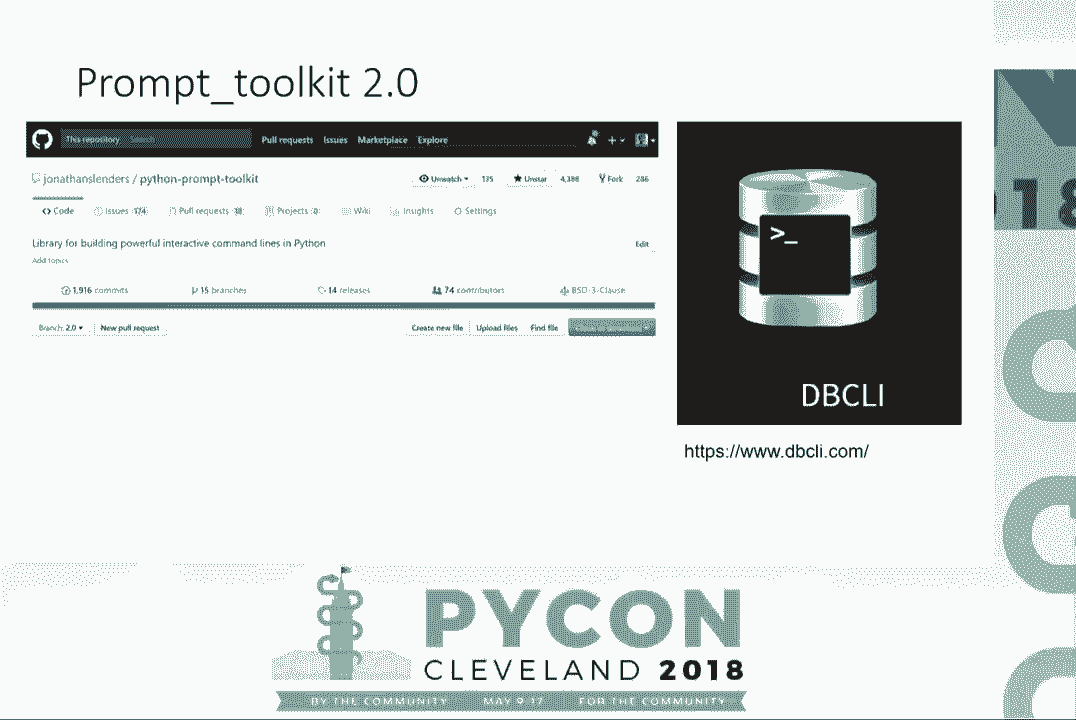 Prompt_toolkit 2.0
This repository Search Pull requests Issues Marketplace Explore
jonathanslenders / python-prompt-toolkit Unwatch 135 Unstar 4,398 Fork 286
Code Issues 174 Pull requests Projects 0 Wiki Insights Settings
Library for building powerful interactive command lines in Python Edit
Add topics
1,916 commits 15 branches 14 releases 74 contributors BSD-3-Clause
Branch: 2.0 New pull request Create new file Upload files Find file
>_
DBCLI
https://www.dbcli.com/
18
PYCON
CLEVELAND 2018
BY THE COMMUNITY MAY 9-17 FOR THE COMMUNITY